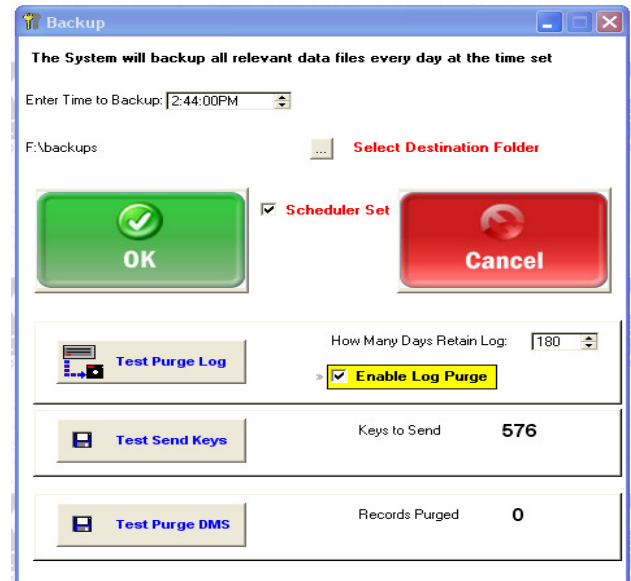 Backup
The System will backup all relevant data files every day at the time set
Enter Time to Backup: 2:44:00PM
F:\backups ... Select Destination Folder
Scheduler Set
OK Cancel
Test Purge Log How Many Days Retain Log: 180
» Enable Log Purge
Test Send Keys Keys to Send 576
Test Purge DMS Records Purged 0